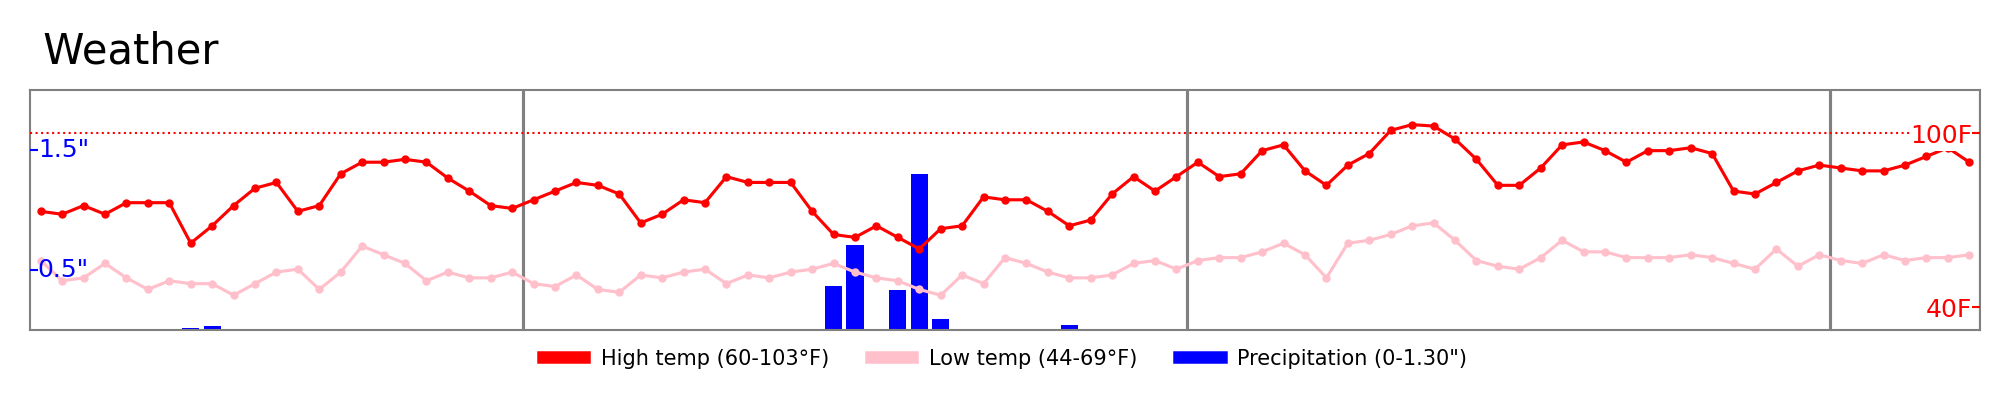 Weather
1.5"
100F
0.5"
40F
High temp (60-103°F)
Low temp (44-69°F)
Precipitation (0-1.30")